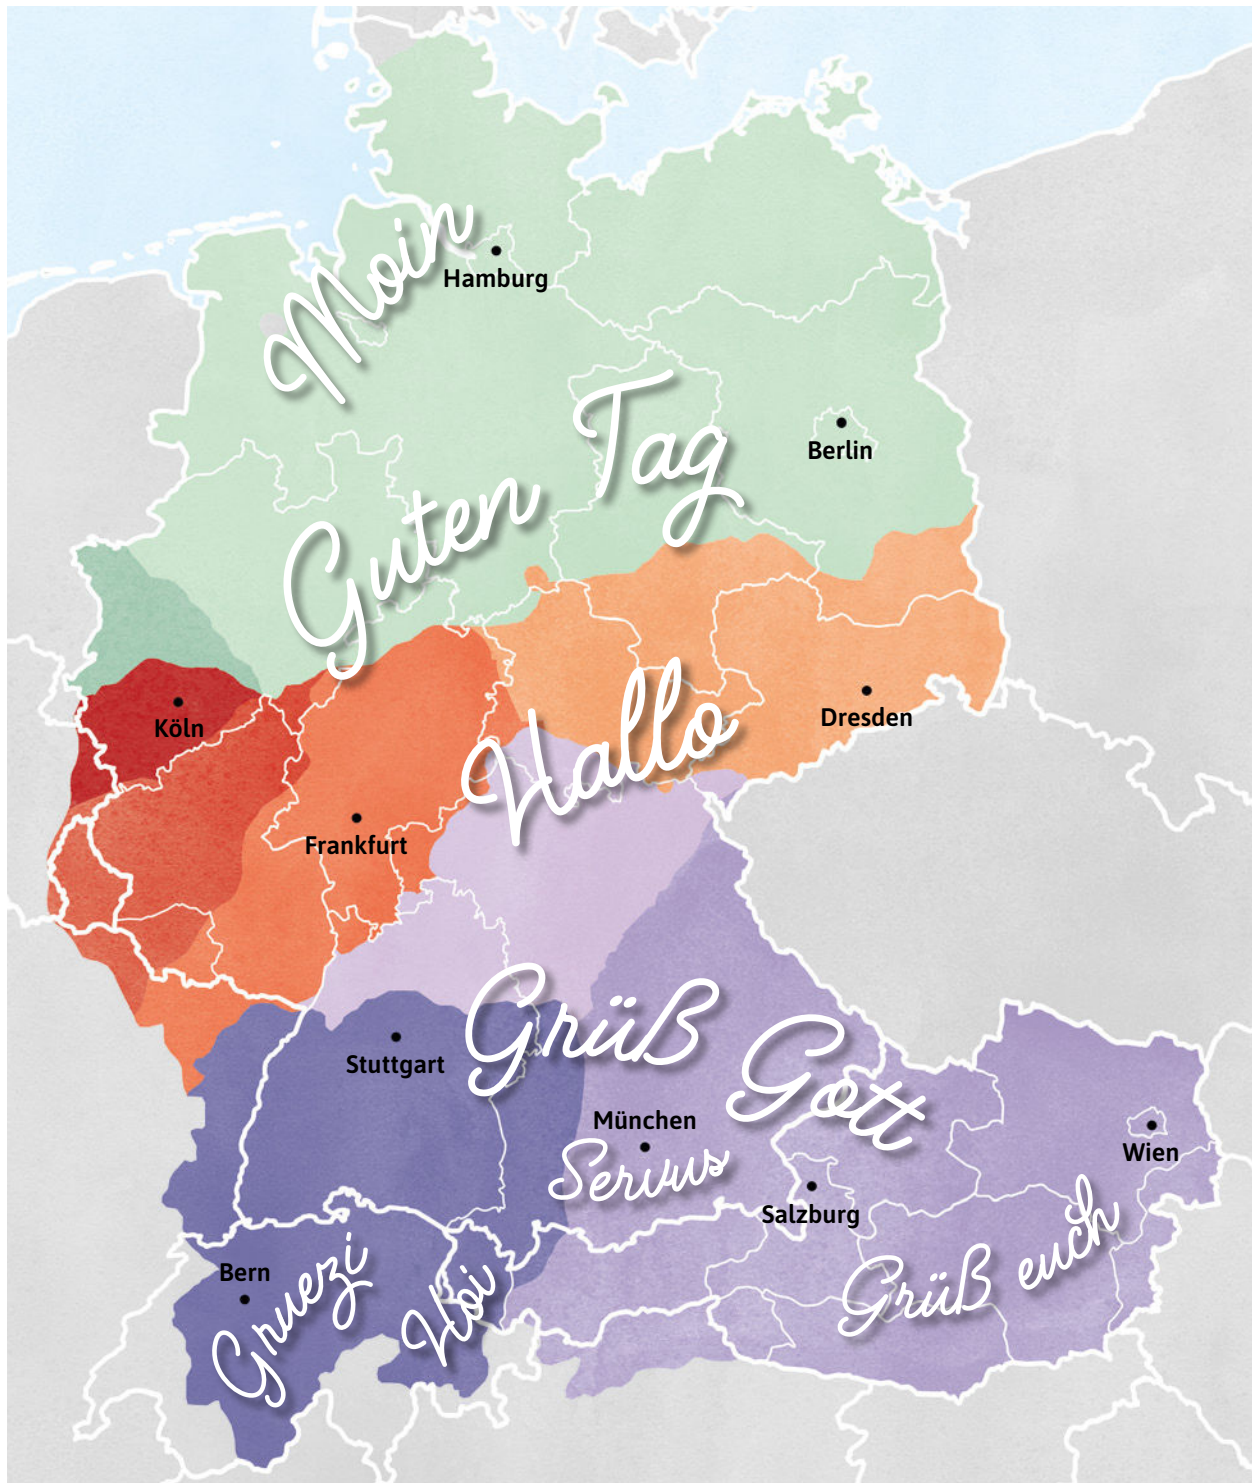 Moin
Hamburg
Guten Tag
Berlin
Köln
Hallo
Dresden
Frankfurt
Grüß Gott
Stuttgart
München
Servus
Wien
Salzburg
Grüß euch
Bern
Gruezi
Hoi